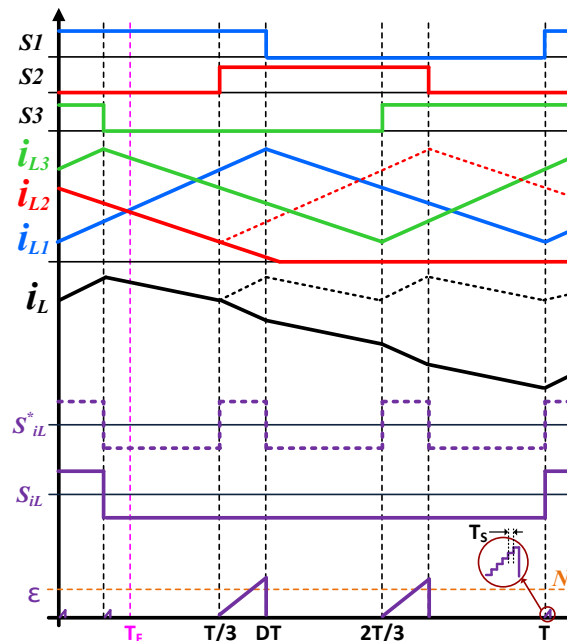 S1
S2
S3
iL3
iL2
iL1
iL
S*iL
SiL
TS
N
ε
TF T/3 DT 2T/3 T